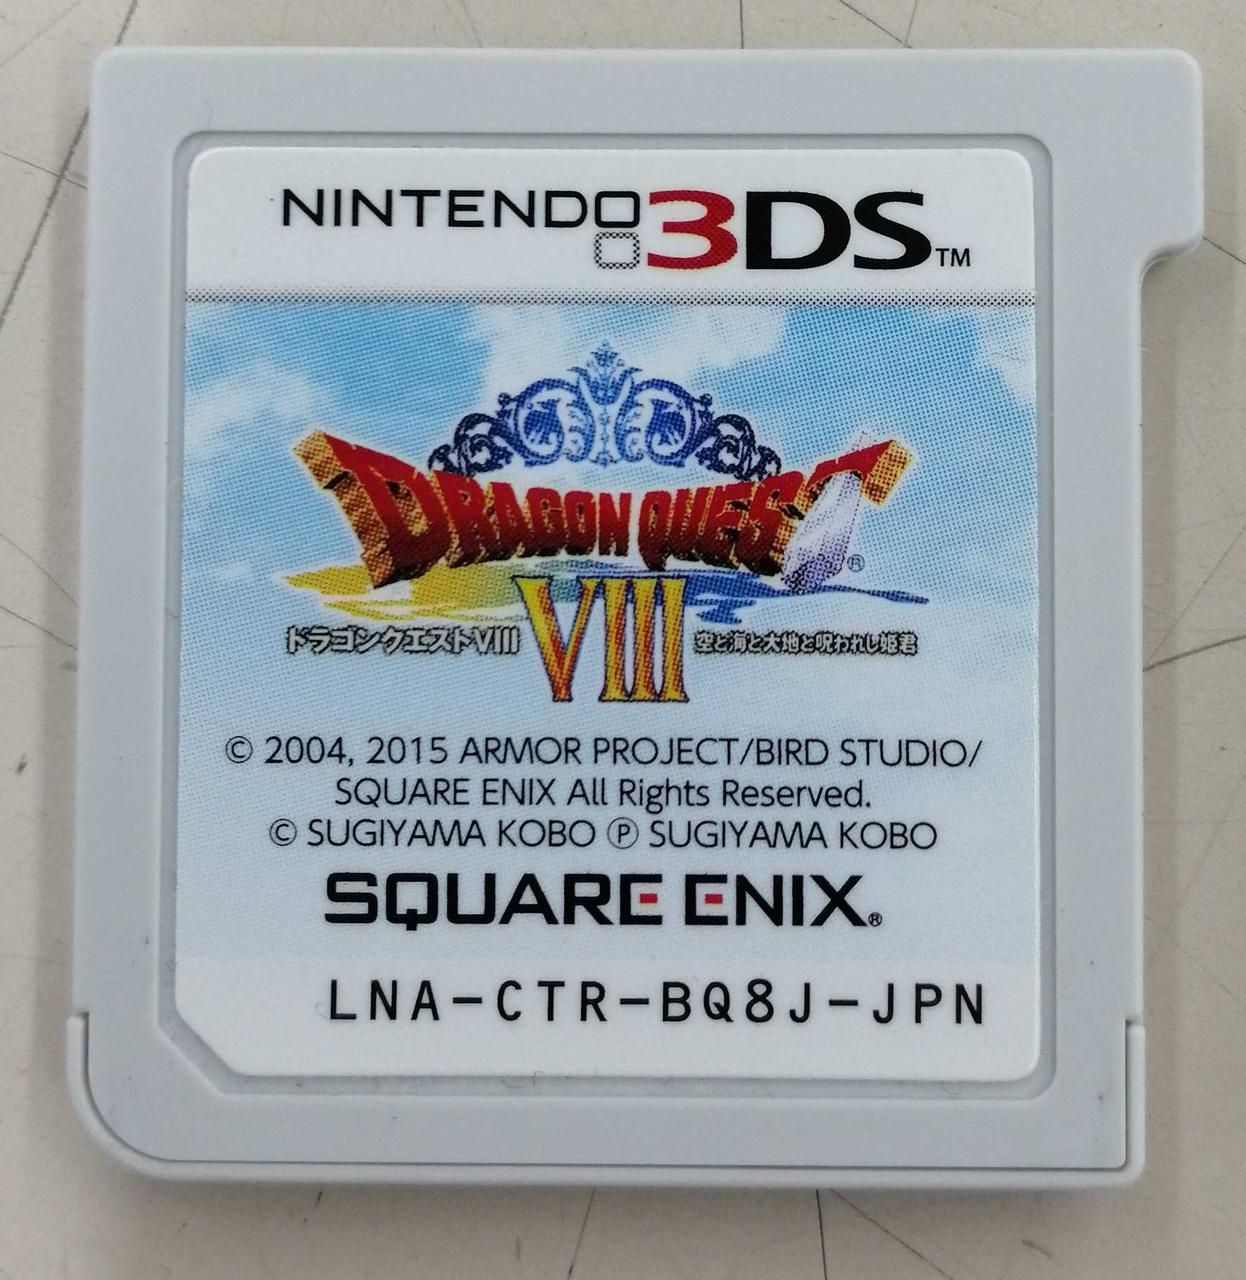 NINTENDO 3DS™
DRAGON QUEST®
VIII
ドラゴンクエストVIII 空と海と大地と呪われし姫君
© 2004, 2015 ARMOR PROJECT/BIRD STUDIO/
SQUARE ENIX All Rights Reserved.
© SUGIYAMA KOBO ℗ SUGIYAMA KOBO
SQUARE ENIX®
LNA-CTR-BQ8J-JPN